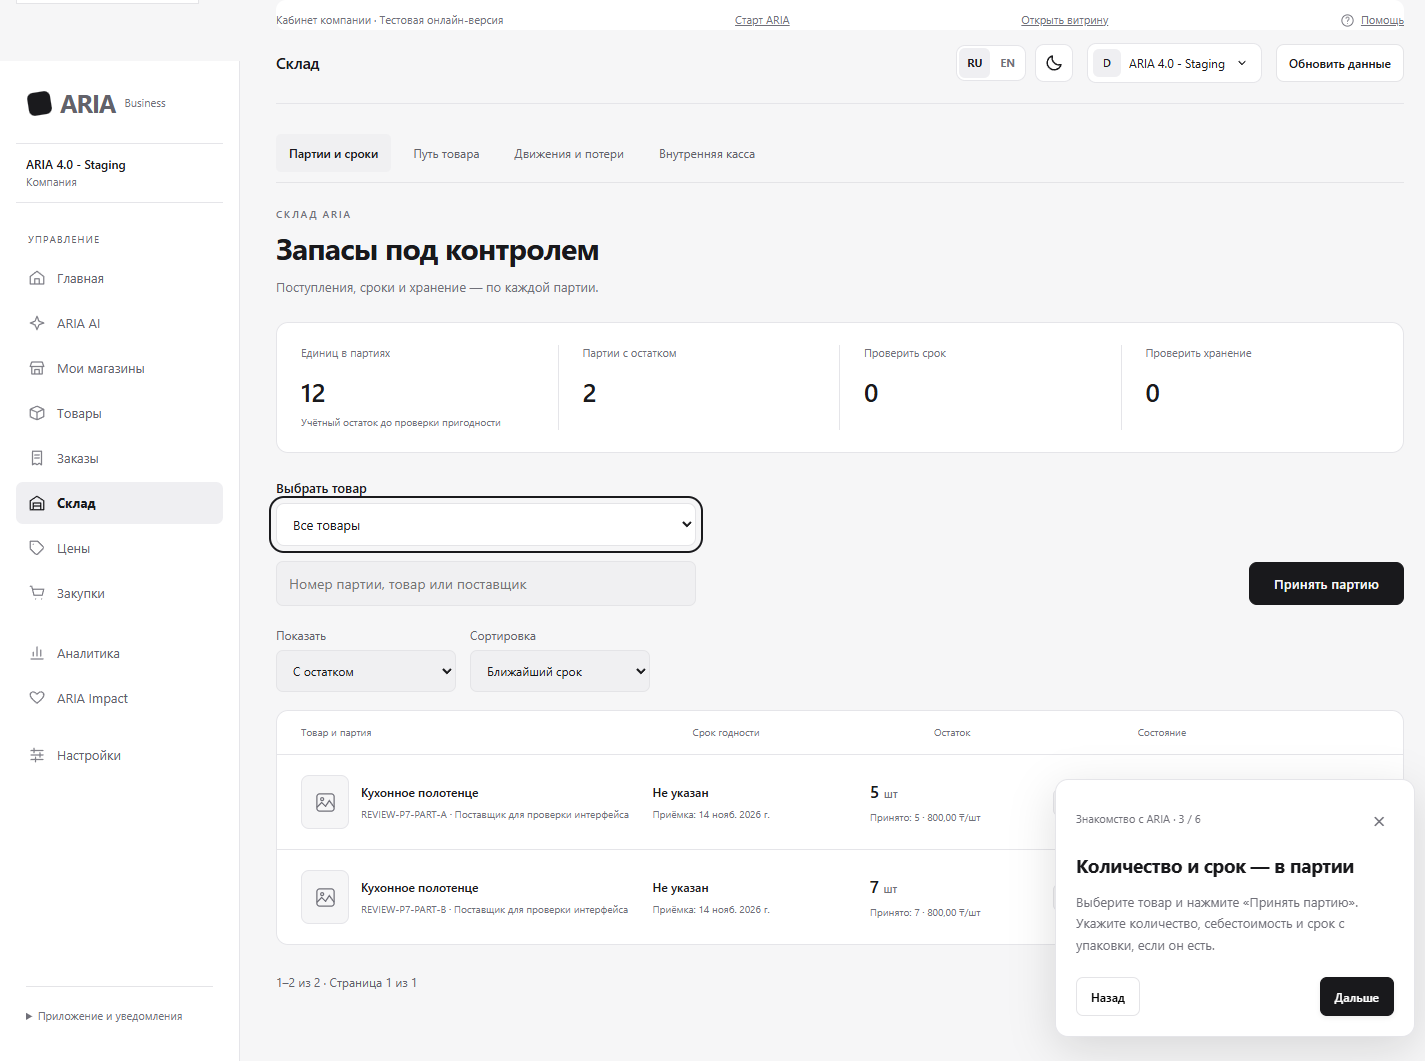 Кабинет компании · Тестовая онлайн-версия
Старт ARIA
Открыть витрину
Помощь
Склад
RU
EN
D
ARIA 4.0 - Staging
Обновить данные
ARIA Business
ARIA 4.0 - Staging
Компания
УПРАВЛЕНИЕ
Главная
ARIA AI
Мои магазины
Товары
Заказы
Склад
Цены
Закупки
Аналитика
ARIA Impact
Настройки
Приложение и уведомления
Партии и сроки
Путь товара
Движения и потери
Внутренняя касса
СКЛАД ARIA
Запасы под контролем
Поступления, сроки и хранение — по каждой партии.
Единиц в партиях
12
Учётный остаток до проверки пригодности
Партии с остатком
2
Проверить срок
0
Проверить хранение
0
Выбрать товар
Все товары
Номер партии, товар или поставщик
Принять партию
Показать
С остатком
Сортировка
Ближайший срок
Товар и партия
Срок годности
Остаток
Состояние
Кухонное полотенце
REVIEW-P7-PART-A · Поставщик для проверки интерфейса
Не указан
Приёмка: 14 нояб. 2026 г.
5 шт
Принято: 5 · 800,00 ₸/шт
Кухонное полотенце
REVIEW-P7-PART-B · Поставщик для проверки интерфейса
Не указан
Приёмка: 14 нояб. 2026 г.
7 шт
Принято: 7 · 800,00 ₸/шт
1–2 из 2 · Страница 1 из 1
Знакомство с ARIA · 3 / 6
Количество и срок — в партии
Выберите товар и нажмите «Принять партию».
Укажите количество, себестоимость и срок с
упаковки, если он есть.
Назад
Дальше